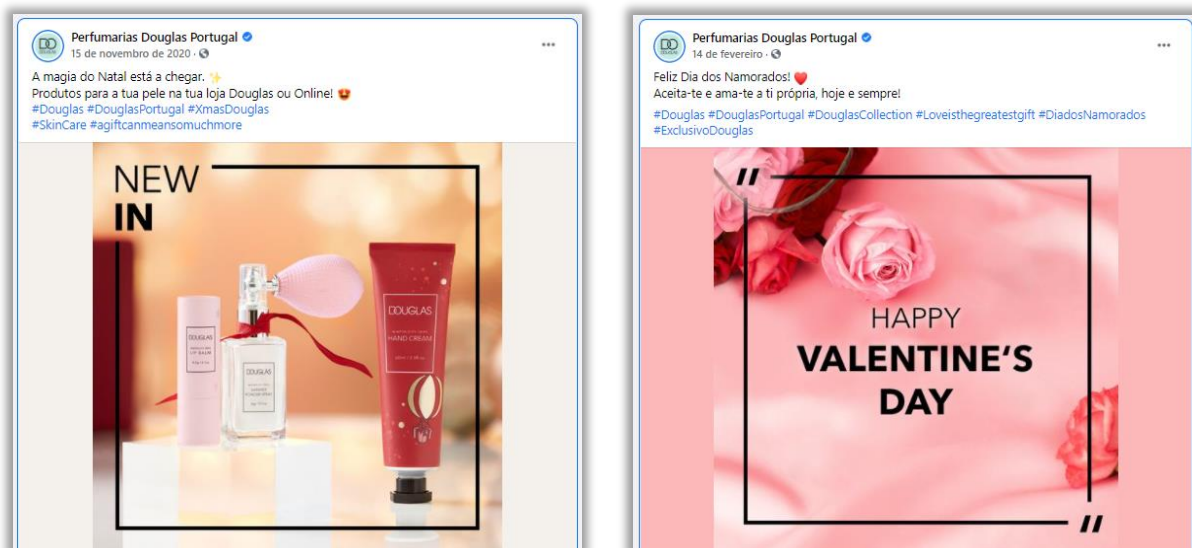 Perfumarias Douglas Portugal
15 de novembro de 2020 ·
A magia do Natal está a chegar. ✨
Produtos para a tua pele na tua loja Douglas ou Online! 😍
#Douglas #DouglasPortugal #XmasDouglas
#SkinCare #agiftcanmeansomuchmore
NEW
IN
DOUGLAS
LIP BALM
DOUGLAS
DOUGLAS
HAND CREAM
Perfumarias Douglas Portugal
14 de fevereiro ·
Feliz Dia dos Namorados! ❤️
Aceita-te e ama-te a ti própria, hoje e sempre!
#Douglas #DouglasPortugal #DouglasCollection #Loveisthegreatestgift #DiadosNamorados
#ExclusivoDouglas
"
HAPPY
VALENTINE'S
DAY
"